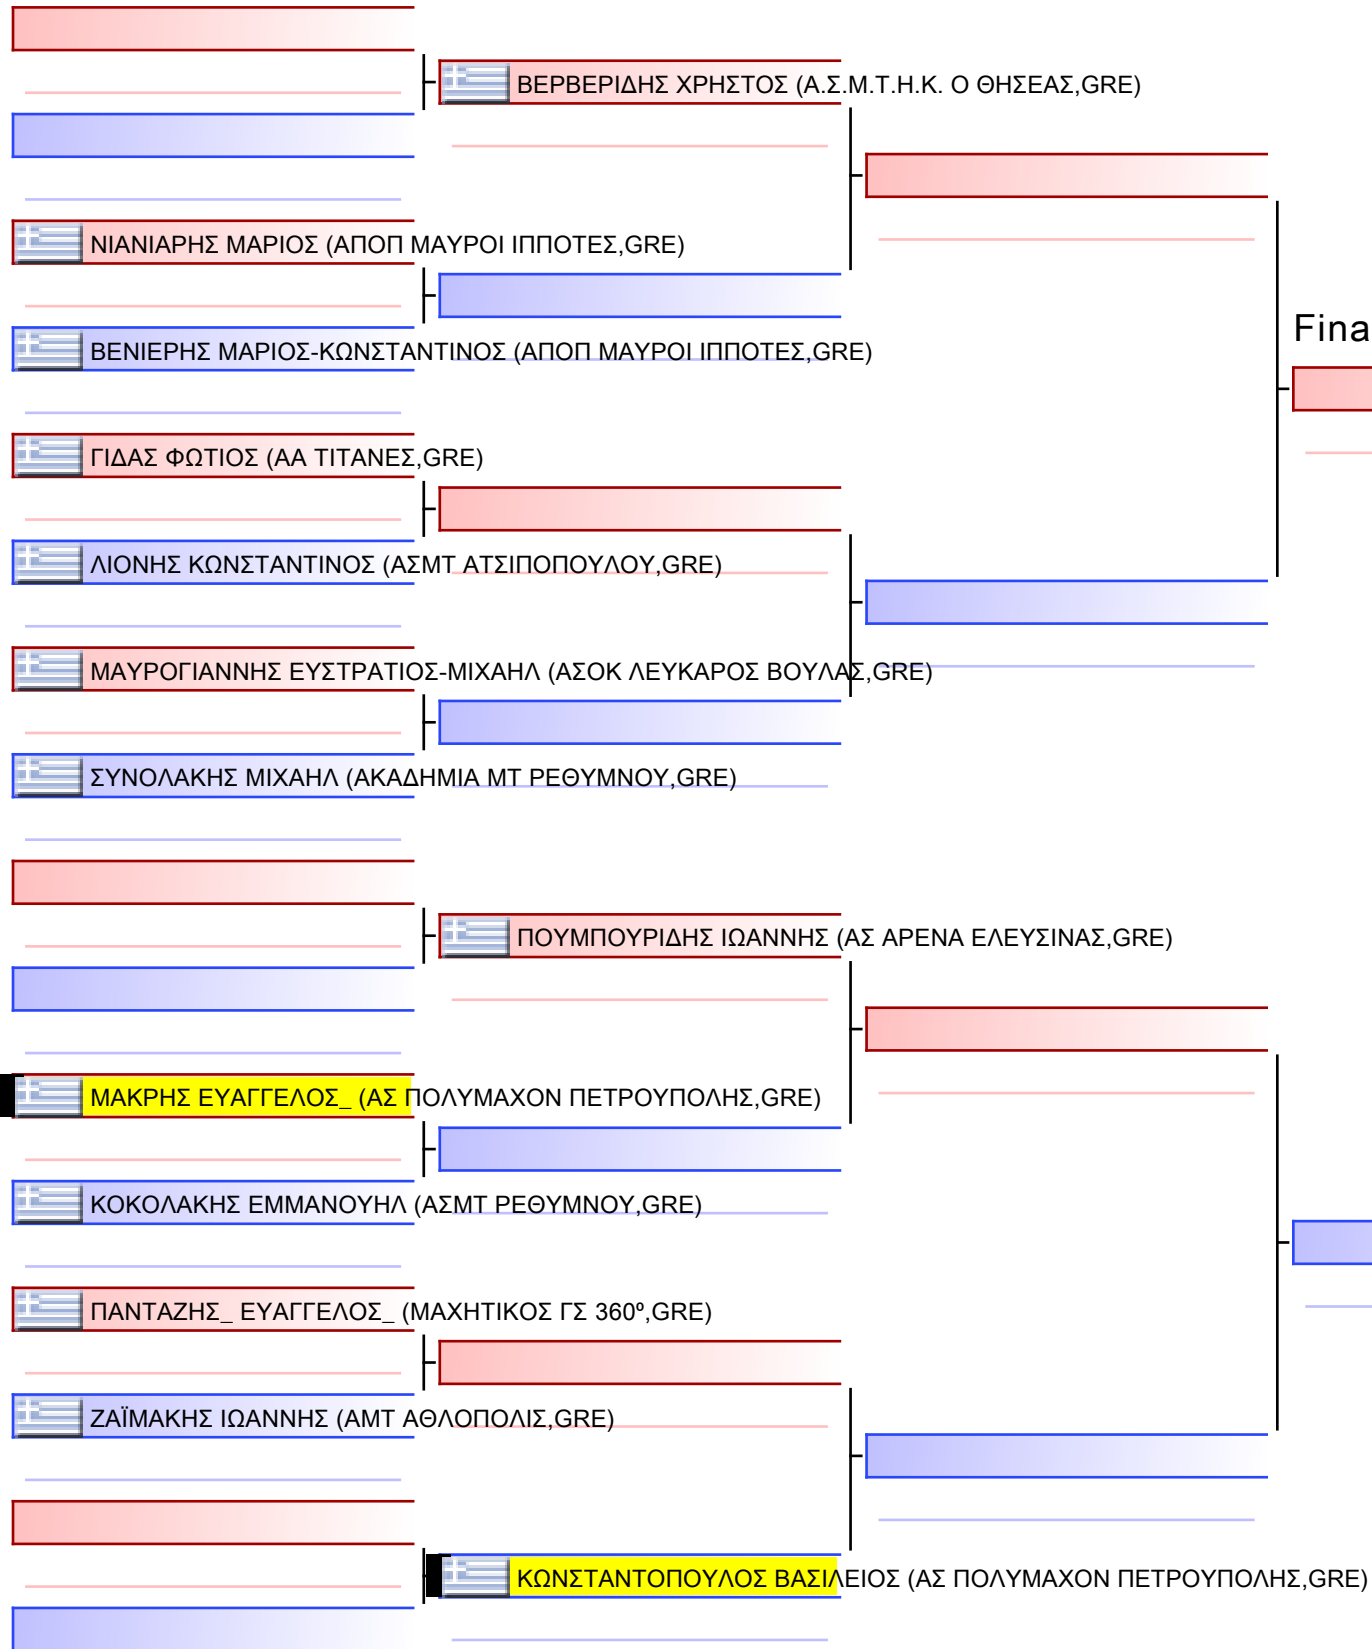 ΒΕΡΒΕΡΙΔΗΣ ΧΡΗΣΤΟΣ (Α.Σ.Μ.Τ.Η.Κ. Ο ΘΗΣΕΑΣ,GRE)
ΝΙΑΝΙΑΡΗΣ ΜΑΡΙΟΣ (ΑΠΟΠ ΜΑΥΡΟΙ ΙΠΠΟΤΕΣ,GRE)
Fina
ΒΕΝΙΕΡΗΣ ΜΑΡΙΟΣ-ΚΩΝΣΤΑΝΤΙΝΟΣ (ΑΠΟΠ ΜΑΥΡΟΙ ΙΠΠΟΤΕΣ,GRE)
ΓΙΔΑΣ ΦΩΤΙΟΣ (ΑΑ ΤΙΤΑΝΕΣ,GRE)
ΛΙΟΝΗΣ ΚΩΝΣΤΑΝΤΙΝΟΣ (ΑΣΜΤ ΑΤΣΙΠΟΠΟΥΛΟΥ,GRE)
ΜΑΥΡΟΓΙΑΝΝΗΣ ΕΥΣΤΡΑΤΙΟΣ-ΜΙΧΑΗΛ (ΑΣΟΚ ΛΕΥΚΑΡΟΣ ΒΟΥΛΑΣ,GRE)
ΣΥΝΟΛΑΚΗΣ ΜΙΧΑΗΛ (ΑΚΑΔΗΜΙΑ ΜΤ ΡΕΘΥΜΝΟΥ,GRE)
ΠΟΥΜΠΟΥΡΙΔΗΣ ΙΩΑΝΝΗΣ (ΑΣ ΑΡΕΝΑ ΕΛΕΥΣΙΝΑΣ,GRE)
ΜΑΚΡΗΣ ΕΥΑΓΓΕΛΟΣ_ (ΑΣ ΠΟΛΥΜΑΧΟΝ ΠΕΤΡΟΥΠΟΛΗΣ,GRE)
ΚΟΚΟΛΑΚΗΣ ΕΜΜΑΝΟΥΗΛ (ΑΣΜΤ ΡΕΘΥΜΝΟΥ,GRE)
ΠΑΝΤΑΖΗΣ_ ΕΥΑΓΓΕΛΟΣ_ (ΜΑΧΗΤΙΚΟΣ ΓΣ 360º,GRE)
ΖΑΪΜΑΚΗΣ ΙΩΑΝΝΗΣ (ΑΜΤ ΑΘΛΟΠΟΛΙΣ,GRE)
ΚΩΝΣΤΑΝΤΟΠΟΥΛΟΣ ΒΑΣΙΛΕΙΟΣ (ΑΣ ΠΟΛΥΜΑΧΟΝ ΠΕΤΡΟΥΠΟΛΗΣ,GRE)